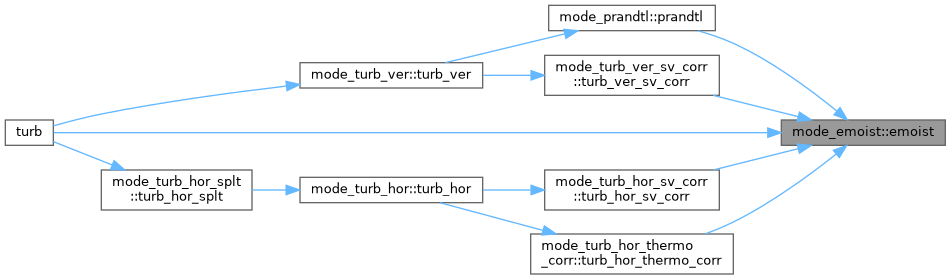 mode_prandtl::prandtl
mode_turb_ver::turb_ver
mode_turb_ver_sv_corr
::turb_ver_sv_corr
turb
mode_emoist::emoist
mode_turb_hor_splt
::turb_hor_splt
mode_turb_hor::turb_hor
mode_turb_hor_sv_corr
::turb_hor_sv_corr
mode_turb_hor_thermo
_corr::turb_hor_thermo_corr